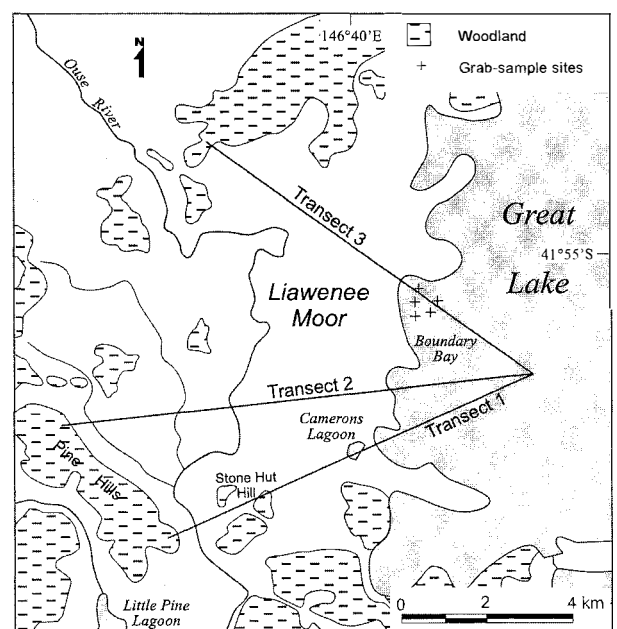 146°40'E
N
Woodland
+ Grab-sample sites
Ouse River
Transect 3
Great
Lake
41°55'S
Liawenee
Moor
Boundary
Bay
Transect 2
Camerons
Lagoon
Transect 1
Pine Hills
Stone Hut
Hill
Little Pine
Lagoon
0 2 4 km